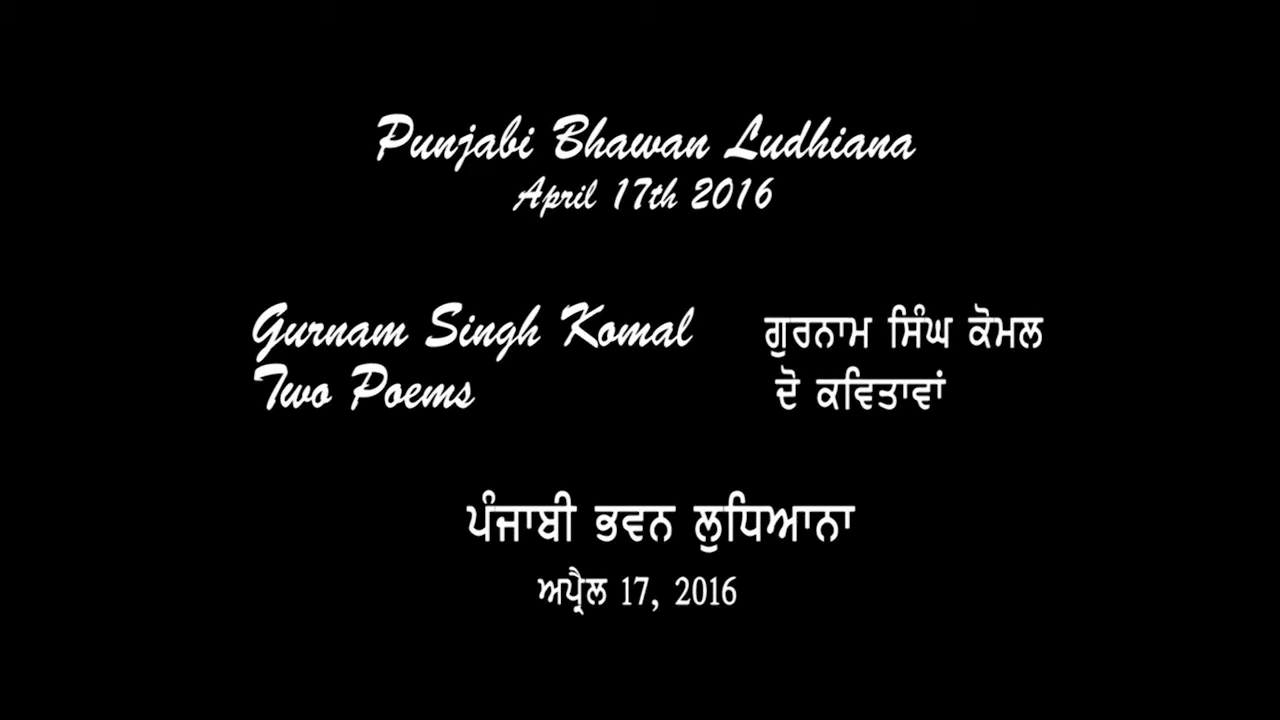 Punjabi Bhawan Ludhiana
April 17th 2016
Gurnam Singh Komal ਗੁਰਨਾਮ ਸਿੰਘ ਕੋਮਲ
Two Poems ਦੋ ਕਵਿਤਾਵਾਂ
ਪੰਜਾਬੀ ਭਵਨ ਲੁਧਿਆਨਾ
ਅਪ੍ਰੈਲ 17, 2016